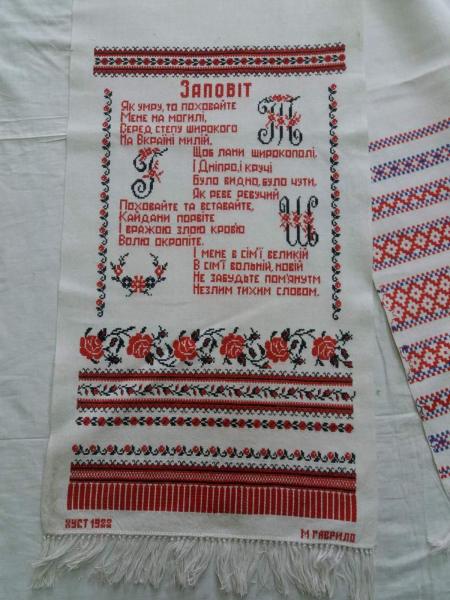 Заповіт
Як умру, то поховайте
Мене на могилі,
Серед степу широкого
На Вкраїні милій,
Щоб лани широкополі,
І Дніпро, і кручі
Було видно, було чути,
Як реве ревучий
Поховайте та вставайте,
Кайдани порвіте
І вражою злою кров'ю
Волю окропіте.
І мене в сім'ї великій
В сім'ї вольній, новій
Не забудьте пом'янутм
Незлим тихим словом.
Т
Г
Ш
Хуст 1922
М Гаврило